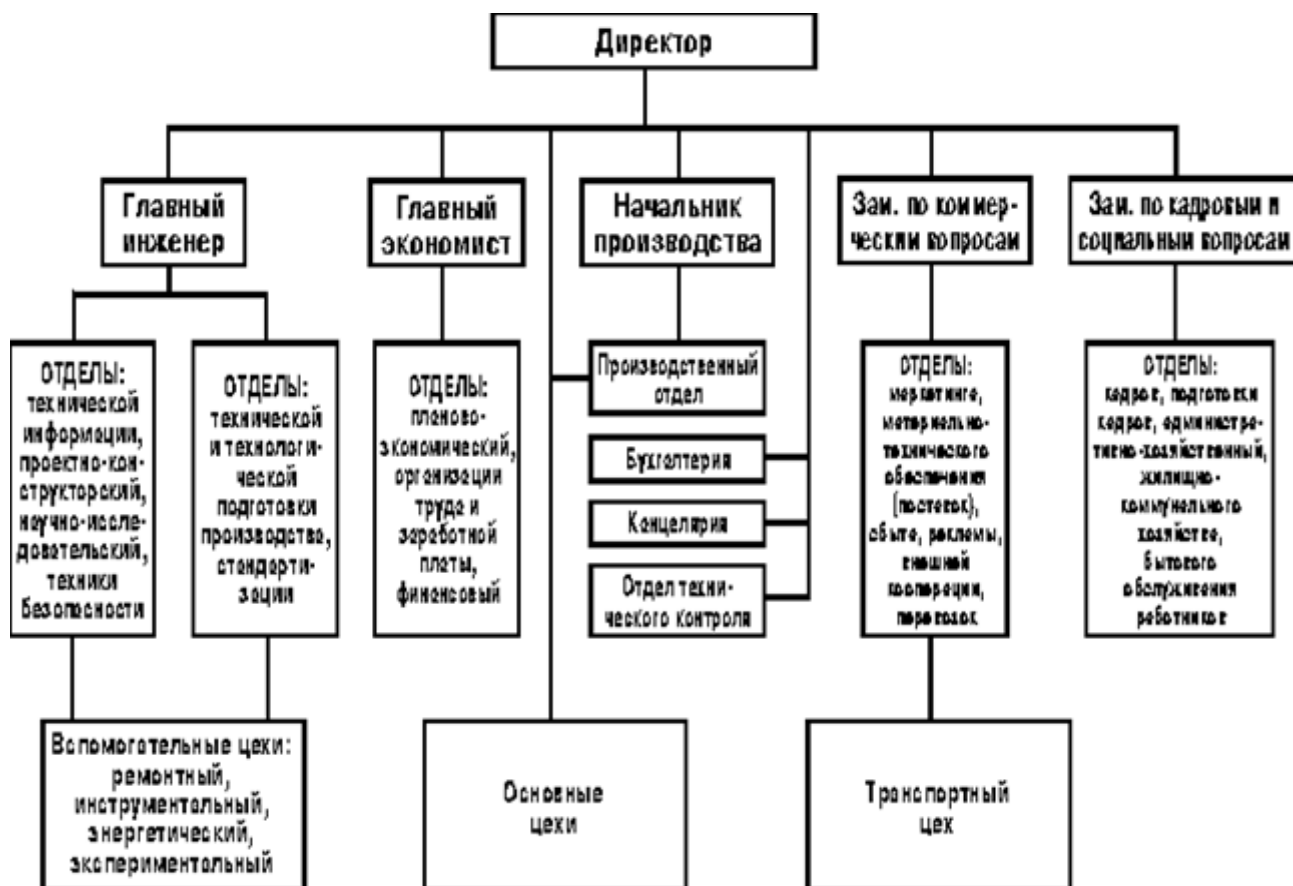 Директор
Главный
инженер
Главный
экономист
Начальник
производства
Зам. по коммер-
ческим вопросам
Зам. по кадровым и
социальным вопросам
ОТДЕЛЫ:
технической
информации,
проектно-кон-
структорский,
научно-иссле-
довательский,
техники
безопасности
ОТДЕЛЫ:
технической
и технологи-
ческой
подготовки
производства,
стандарти-
зации
ОТДЕЛЫ:
планово-
экономический,
организации
труда и
заработной
платы,
финансовый
Производственный
отдел
Бухгалтерия
Канцелярия
Отдел техни-
ческого контроля
ОТДЕЛЫ:
маркетинга,
материально-
технического
обеспечения
(поставок),
сбыта, рекламы,
внешней
кооперации,
перевозок
ОТДЕЛЫ:
кадров, подготовки
кадров, администра-
тивно-хозяйственный,
жилищно-
коммунального
хозяйства,
бытового
обслуживания
работников
Вспомогательные цехи:
ремонтный,
инструментальный,
энергетический,
экспериментальный
Основные
цехи
Транспортный
цех